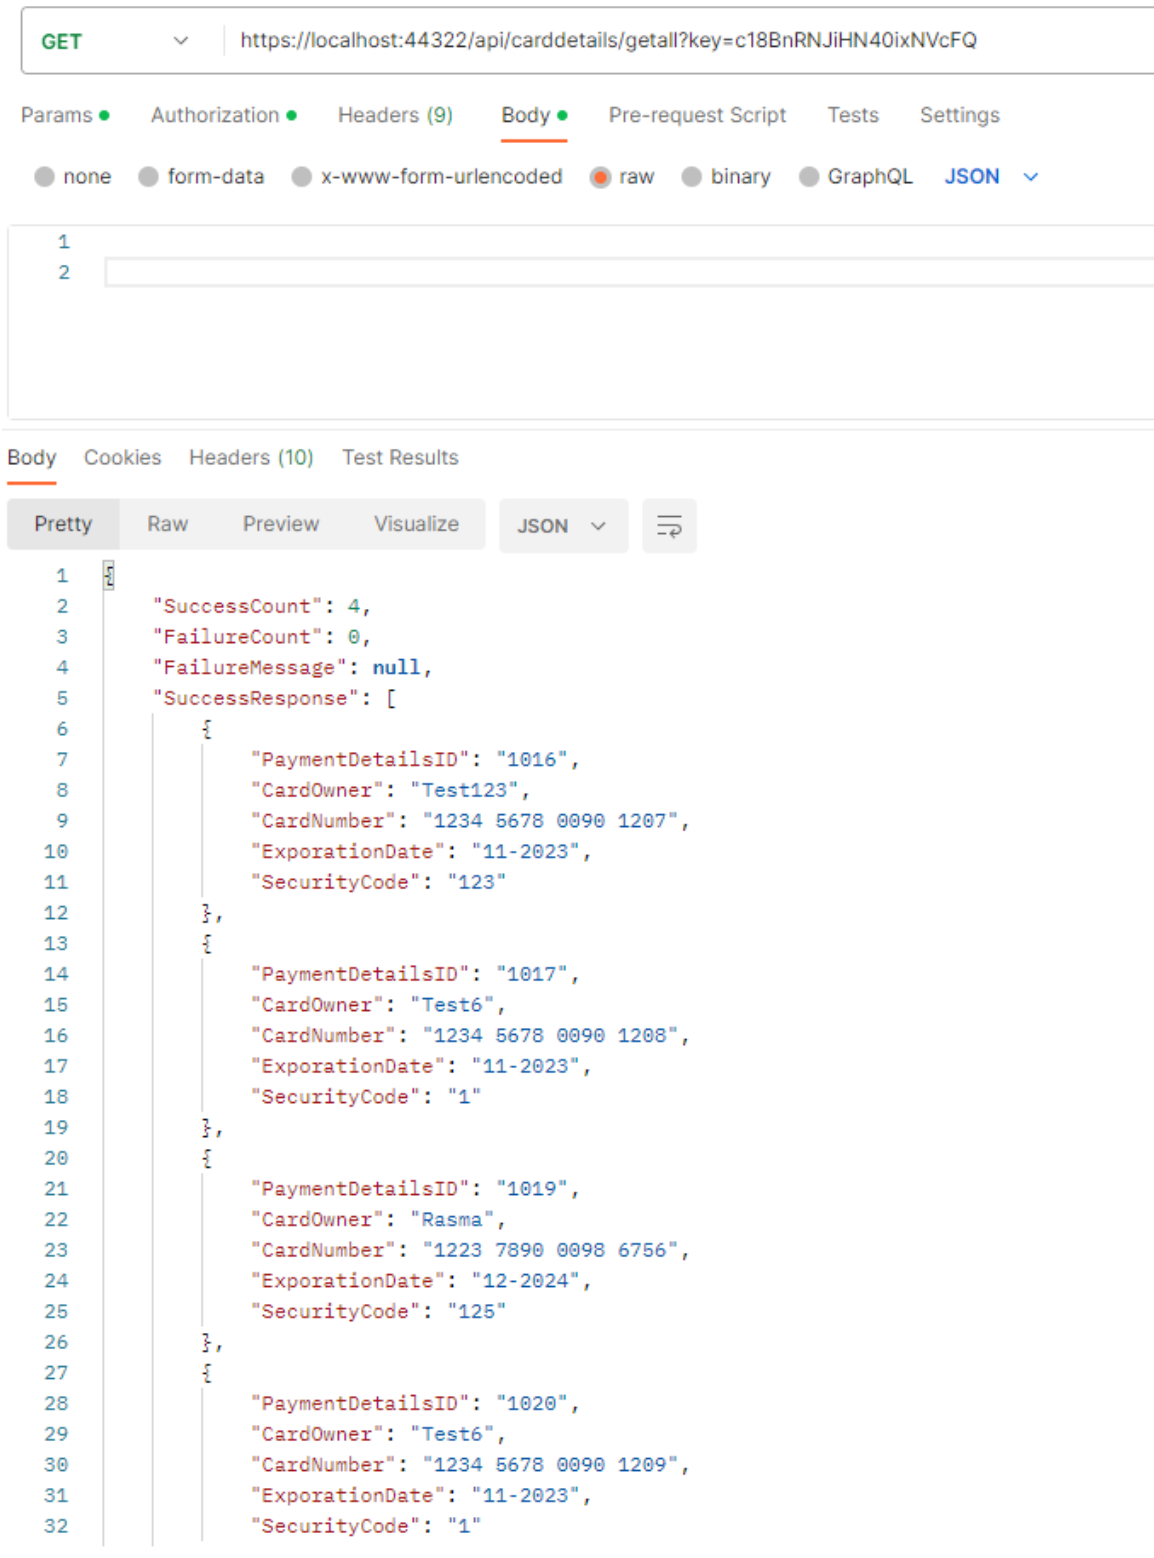 GET https://localhost:44322/api/carddetails/getall?key=c18BnRNJiHN40ixNVcFQ
Params Authorization Headers (9) Body Pre-request Script Tests Settings
none form-data x-www-form-urlencoded raw binary GraphQL JSON
1
2
Body Cookies Headers (10) Test Results
Pretty Raw Preview Visualize JSON
1 {
2 "SuccessCount": 4,
3 "FailureCount": 0,
4 "FailureMessage": null,
5 "SuccessResponse": [
6 {
7 "PaymentDetailsID": "1016",
8 "CardOwner": "Test123",
9 "CardNumber": "1234 5678 0090 1207",
10 "ExporationDate": "11-2023",
11 "SecurityCode": "123"
12 },
13 {
14 "PaymentDetailsID": "1017",
15 "CardOwner": "Test6",
16 "CardNumber": "1234 5678 0090 1208",
17 "ExporationDate": "11-2023",
18 "SecurityCode": "1"
19 },
20 {
21 "PaymentDetailsID": "1019",
22 "CardOwner": "Rasma",
23 "CardNumber": "1223 7890 0098 6756",
24 "ExporationDate": "12-2024",
25 "SecurityCode": "125"
26 },
27 {
28 "PaymentDetailsID": "1020",
29 "CardOwner": "Test6",
30 "CardNumber": "1234 5678 0090 1209",
31 "ExporationDate": "11-2023",
32 "SecurityCode": "1"